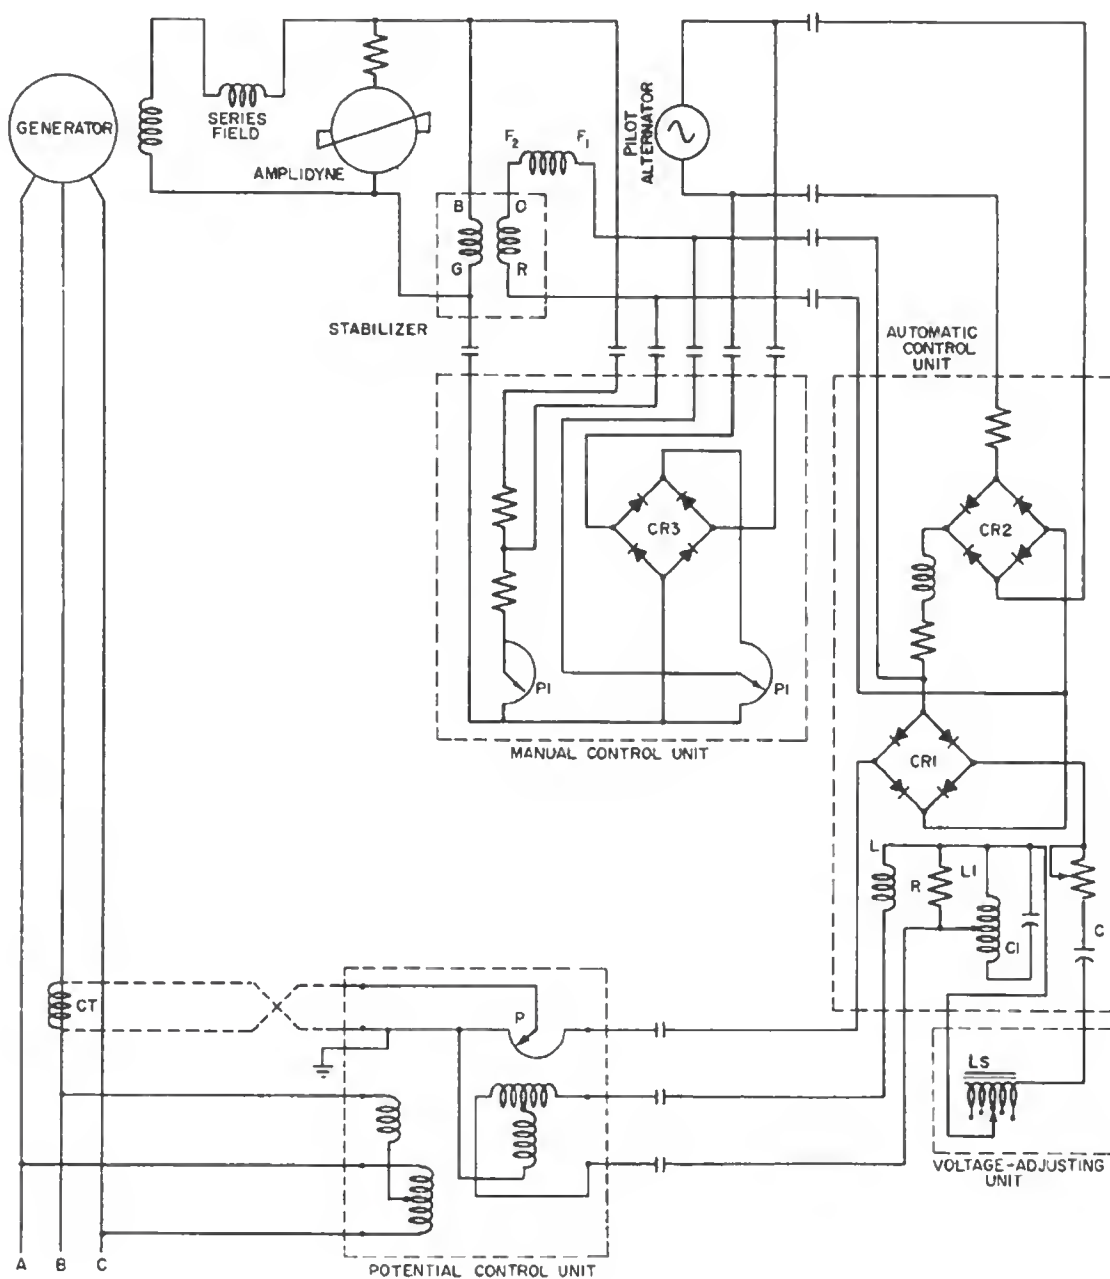 GENERATOR
SERIES
FIELD
AMPLIDYNE
F2
F1
PILOT
ALTERNATOR
B
O
G
R
STABILIZER
AUTOMATIC
CONTROL
UNIT
CR3
CR2
P1
P1
MANUAL CONTROL UNIT
CR1
L
R
L1
C1
C
CT
P
LS
VOLTAGE-ADJUSTING
UNIT
A
B
C
POTENTIAL CONTROL UNIT